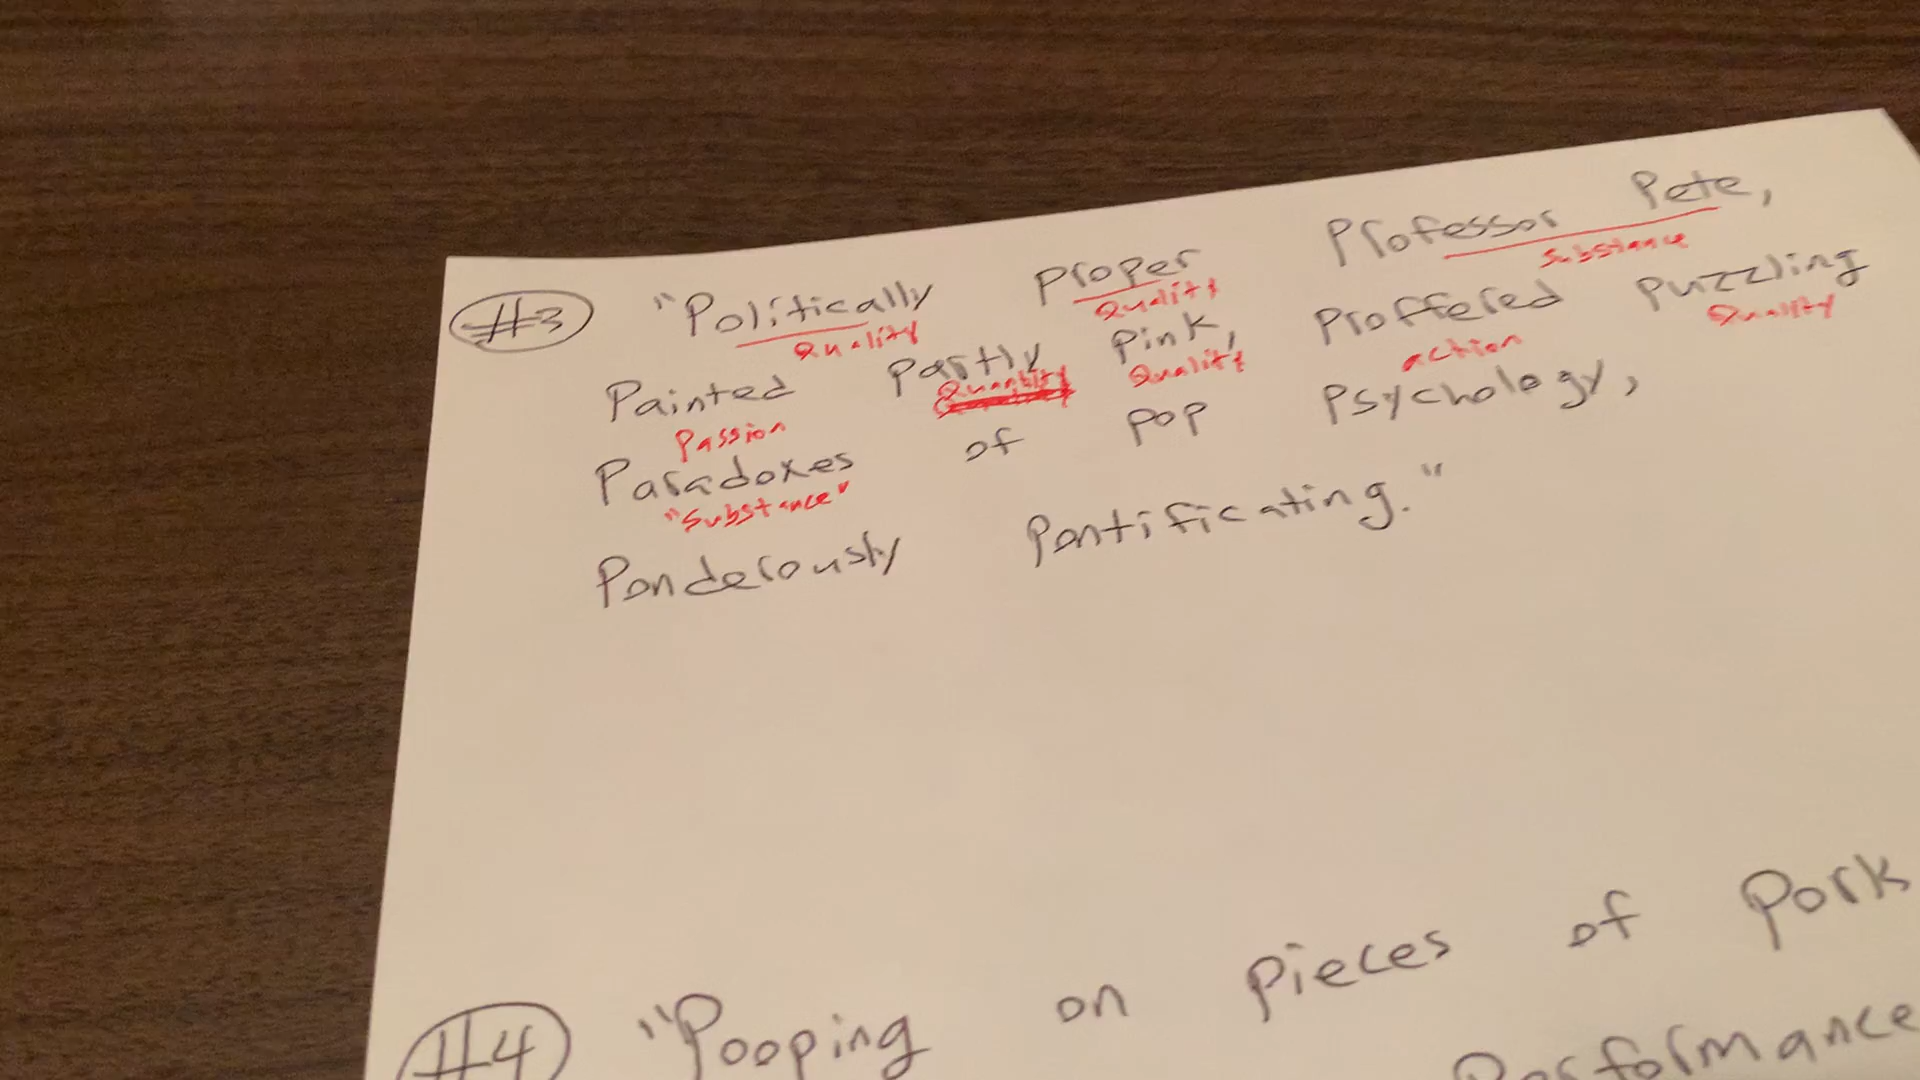 #3 "Politically Proper Professor Pete,
Quality Quality Substance
Painted Partly Pink, Proffered Puzzling
Passion Quantity Quality action Quality
Paradoxes of Pop Psychology,
"Substance"
Ponderously Pontificating."
#4 "Pooping on pieces of Pork
Performance